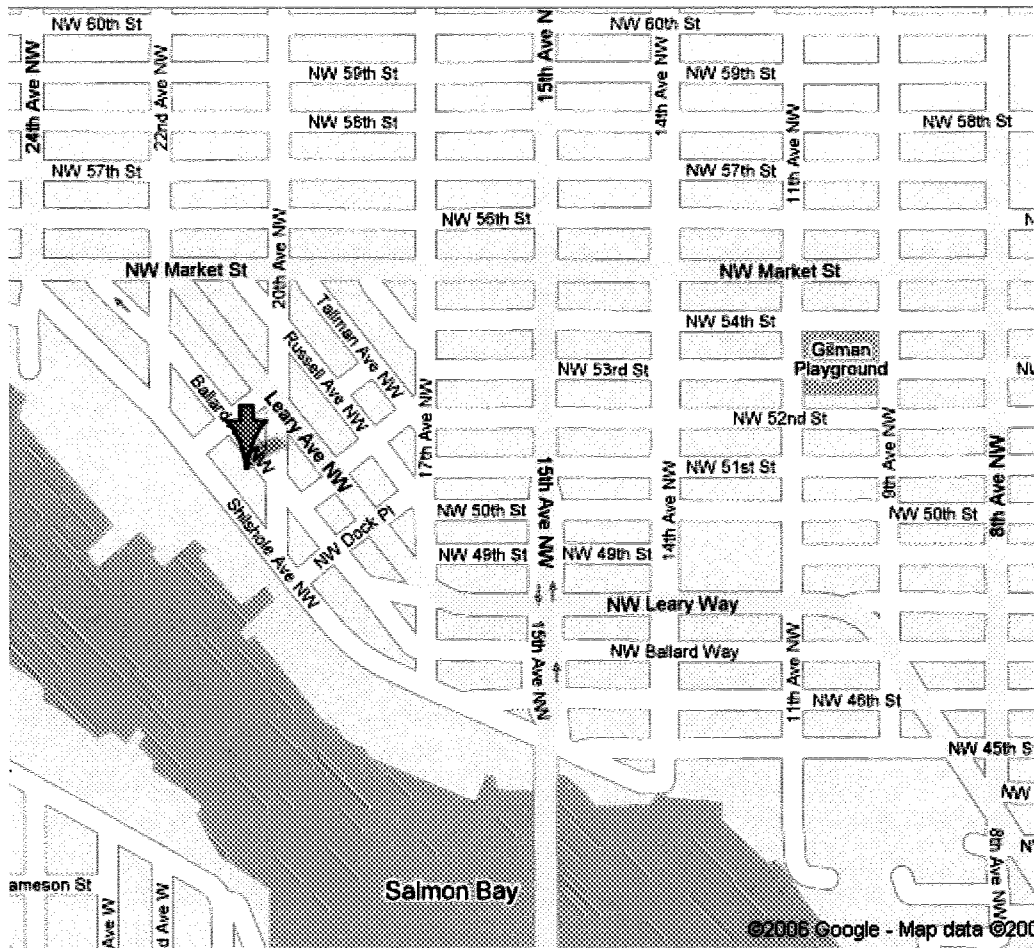 NW 60th St
NW 60th St
24th Ave NW
22nd Ave NW
15th Ave N
14th Ave NW
NW 59th St
NW 59th St
NW 58th St
NW 58th St
11th Ave NW
NW 57th St
NW 57th St
NW 56th St
20th Ave NW
NW Market St
NW Market St
Tallman Ave NW
NW 54th St
Russell Ave NW
Gilman
Playground
NW 53rd St
Ballard
NW
Leary Ave NW
17th Ave NW
NW 52nd St
9th Ave NW
15th Ave NW
14th Ave NW
NW 51st St
8th Ave NW
NW 50th St
NW 50th St
Shilshole Ave NW
NW Dock Pl
NW 49th St
NW 49th St
NW Leary Way
15th Ave NW
NW Ballard Way
11th Ave NW
NW 46th St
NW 45th S
NW
8th Ave NW
ameson St
Ave W
d Ave W
Salmon Bay
©2006 Google - Map data ©200